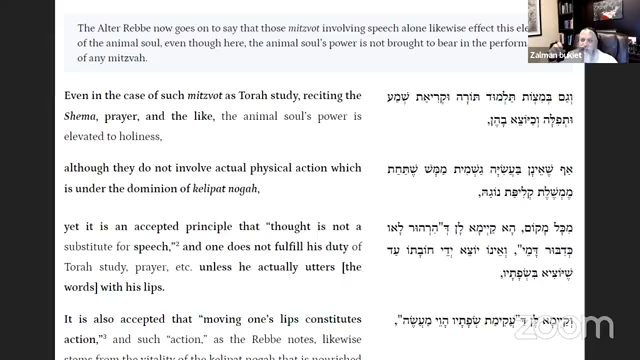 The Alter Rebbe now goes on to say that those mitzvot involving speech alone likewise effect this ele
of the animal soul, even though here, the animal soul's power is not brought to bear in the perform
of any mitzvah.
Zalman bukiet
Even in the case of such mitzvot as Torah study, reciting the
Shema, prayer, and the like, the animal soul's power is
elevated to holiness,
וְגַם בְּמִצְוֹת תַּלְמוּד תּוֹרָה וּקְרִיאַת שְׁמַע
וּתְפִלָּה וְכַיּוֹצֵא בָהֶן,
although they do not involve actual physical action which
is under the dominion of kelipat nogah,
אַף שֶׁאֵינָן בַּעֲשִׂיָּה גַשְׁמִיִּית מַמָּשׁ שֶׁתַּחַת
מֶמְשֶׁלֶת קְלִיפַּת נוֹגַהּ,
yet it is an accepted principle that “thought is not a
substitute for speech,”2 and one does not fulfill his duty of
Torah study, prayer, etc. unless he actually utters [the
words] with his lips.
מִכָּל מָקוֹם, הָא קַיְימָא לָן דְּ"הִרְהוּר לָאו
כְּדִבּוּר דָּמֵי", וְאֵינוֹ יוֹצֵא יְדֵי חוֹבָתוֹ עַד
שֶׁיּוֹצִיא בִּשְׂפָתָיו,
It is also accepted that “moving one's lips constitutes
action,”3 and such “action,” as the Rebbe notes, likewise
stems from the vitality of the kelipat nogah that is nourished
וְקַיְימָא לָן דַּ"עֲקִימַת שְׂפָתָיו הָוֵי מַעֲשֶׂה",
zoom